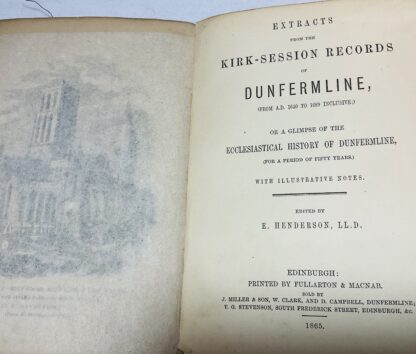 EXTRACTS
FROM THE
KIRK-SESSION RECORDS
OF
DUNFERMLINE,
(FROM A.D. 1640 TO 1689 INCLUSIVE.)
OR A GLIMPSE OF THE
ECCLESIASTICAL HISTORY OF DUNFERMLINE,
(FOR A PERIOD OF FIFTY YEARS.)
WITH ILLUSTRATIVE NOTES.
EDITED BY
E. HENDERSON, LL.D.
EDINBURGH:
PRINTED BY FULLARTON & MACNAB.
SOLD BY
J. MILLER & SON, W. CLARK, AND D. CAMPBELL, DUNFERMLINE;
T. G. STEVENSON, SOUTH FREDERICK STREET, EDINBURGH, &c.
1865.